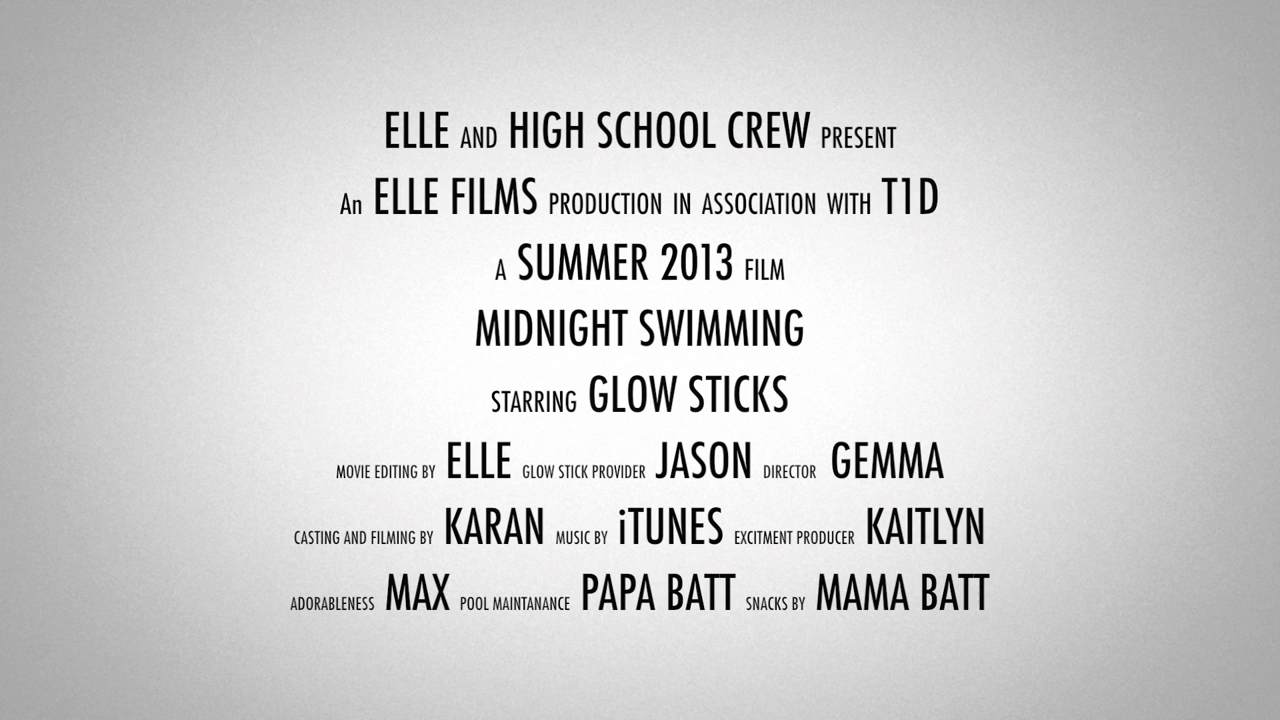 ELLE AND HIGH SCHOOL CREW PRESENT
An ELLE FILMS PRODUCTION IN ASSOCIATION WITH T1D
A SUMMER 2013 FILM
MIDNIGHT SWIMMING
STARRING GLOW STICKS
MOVIE EDITING BY ELLE GLOW STICK PROVIDER JASON DIRECTOR GEMMA
CASTING AND FILMING BY KARAN MUSIC BY iTUNES EXCITMENT PRODUCER KAITLYN
ADORABLENESS MAX POOL MAINTANANCE PAPA BATT SNACKS BY MAMA BATT